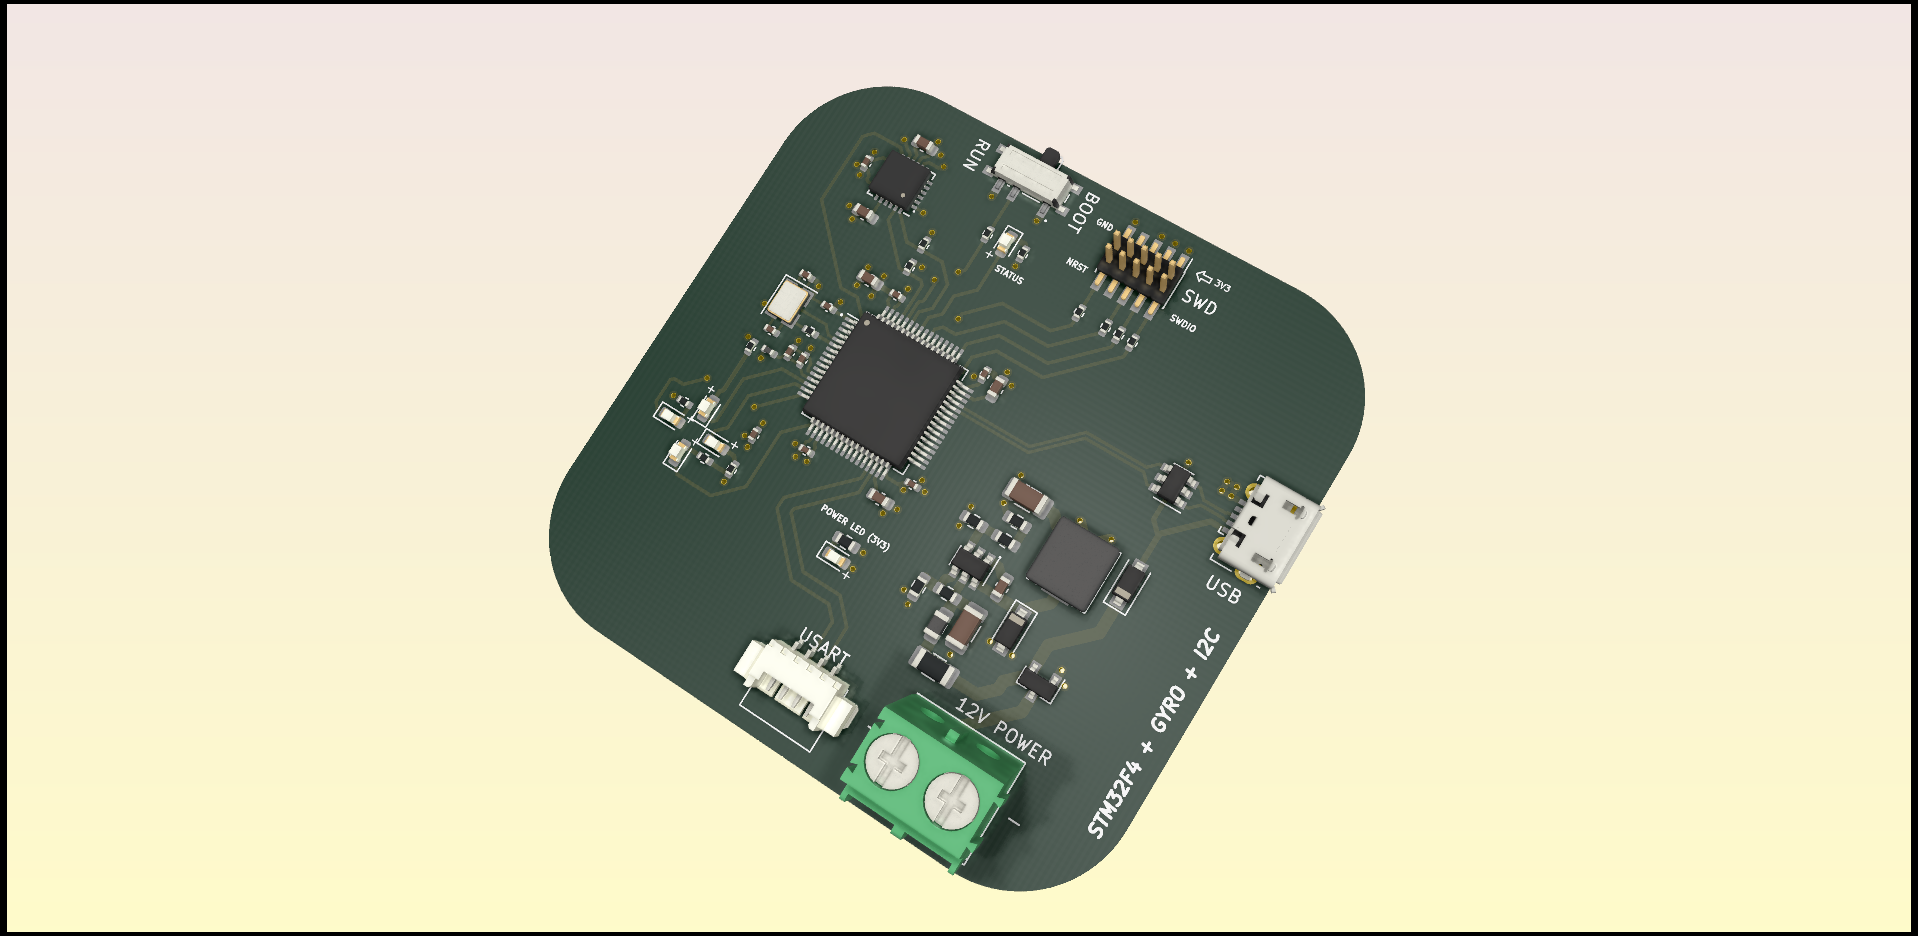 RUN
BOOT
GND
NRST
STATUS
3V3
SWD
SWDIO
POWER LED (3V3)
USB
USART
12V POWER
STM32F4 + GYRO + I2C